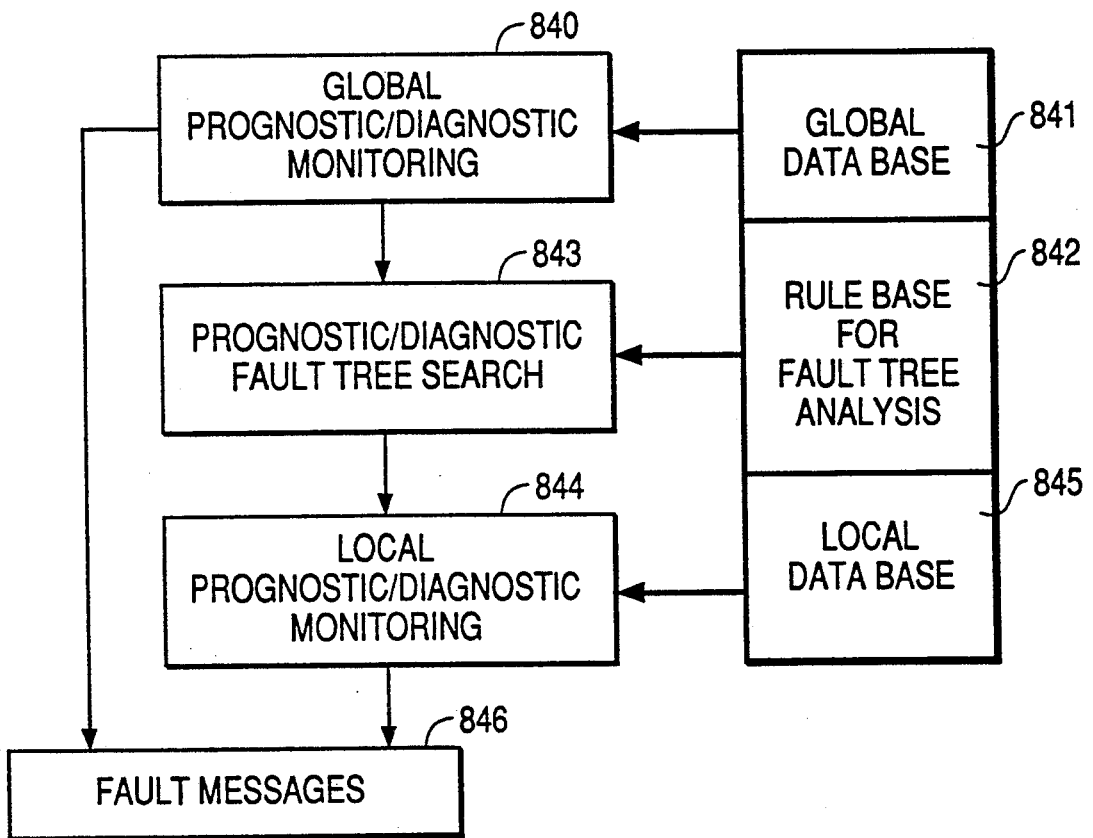 840
GLOBAL
PROGNOSTIC/DIAGNOSTIC
MONITORING
GLOBAL
DATA BASE
841
843
PROGNOSTIC/DIAGNOSTIC
FAULT TREE SEARCH
842
RULE BASE
FOR
FAULT TREE
ANALYSIS
844
LOCAL
PROGNOSTIC/DIAGNOSTIC
MONITORING
845
LOCAL
DATA BASE
846
FAULT MESSAGES